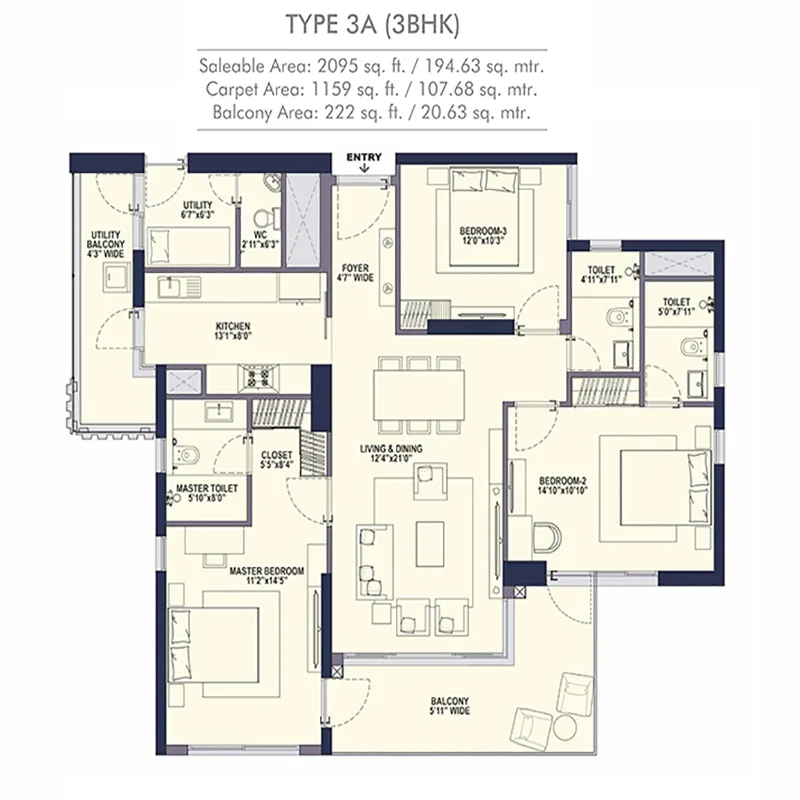 TYPE 3A (3BHK)
Saleable Area: 2095 sq. ft. / 194.63 sq. mtr.
Carpet Area: 1159 sq. ft. / 107.68 sq. mtr.
Balcony Area: 222 sq. ft. / 20.63 sq. mtr.
ENTRY
UTILITY
6'7"x6'3"
WC
2'11"x6'3"
UTILITY
BALCONY
4'3" WIDE
FOYER
4'7" WIDE
BEDROOM-3
12'0"x10'3"
TOILET
4'11"x7'11"
TOILET
5'0"x7'11"
KITCHEN
13'1"x8'0"
LIVING & DINING
12'4"x21'0"
CLOSET
5'5"x8'4"
MASTER TOILET
5'10"x8'0"
BEDROOM-2
14'10"x10'10"
MASTER BEDROOM
11'2"x14'5"
BALCONY
5'11" WIDE